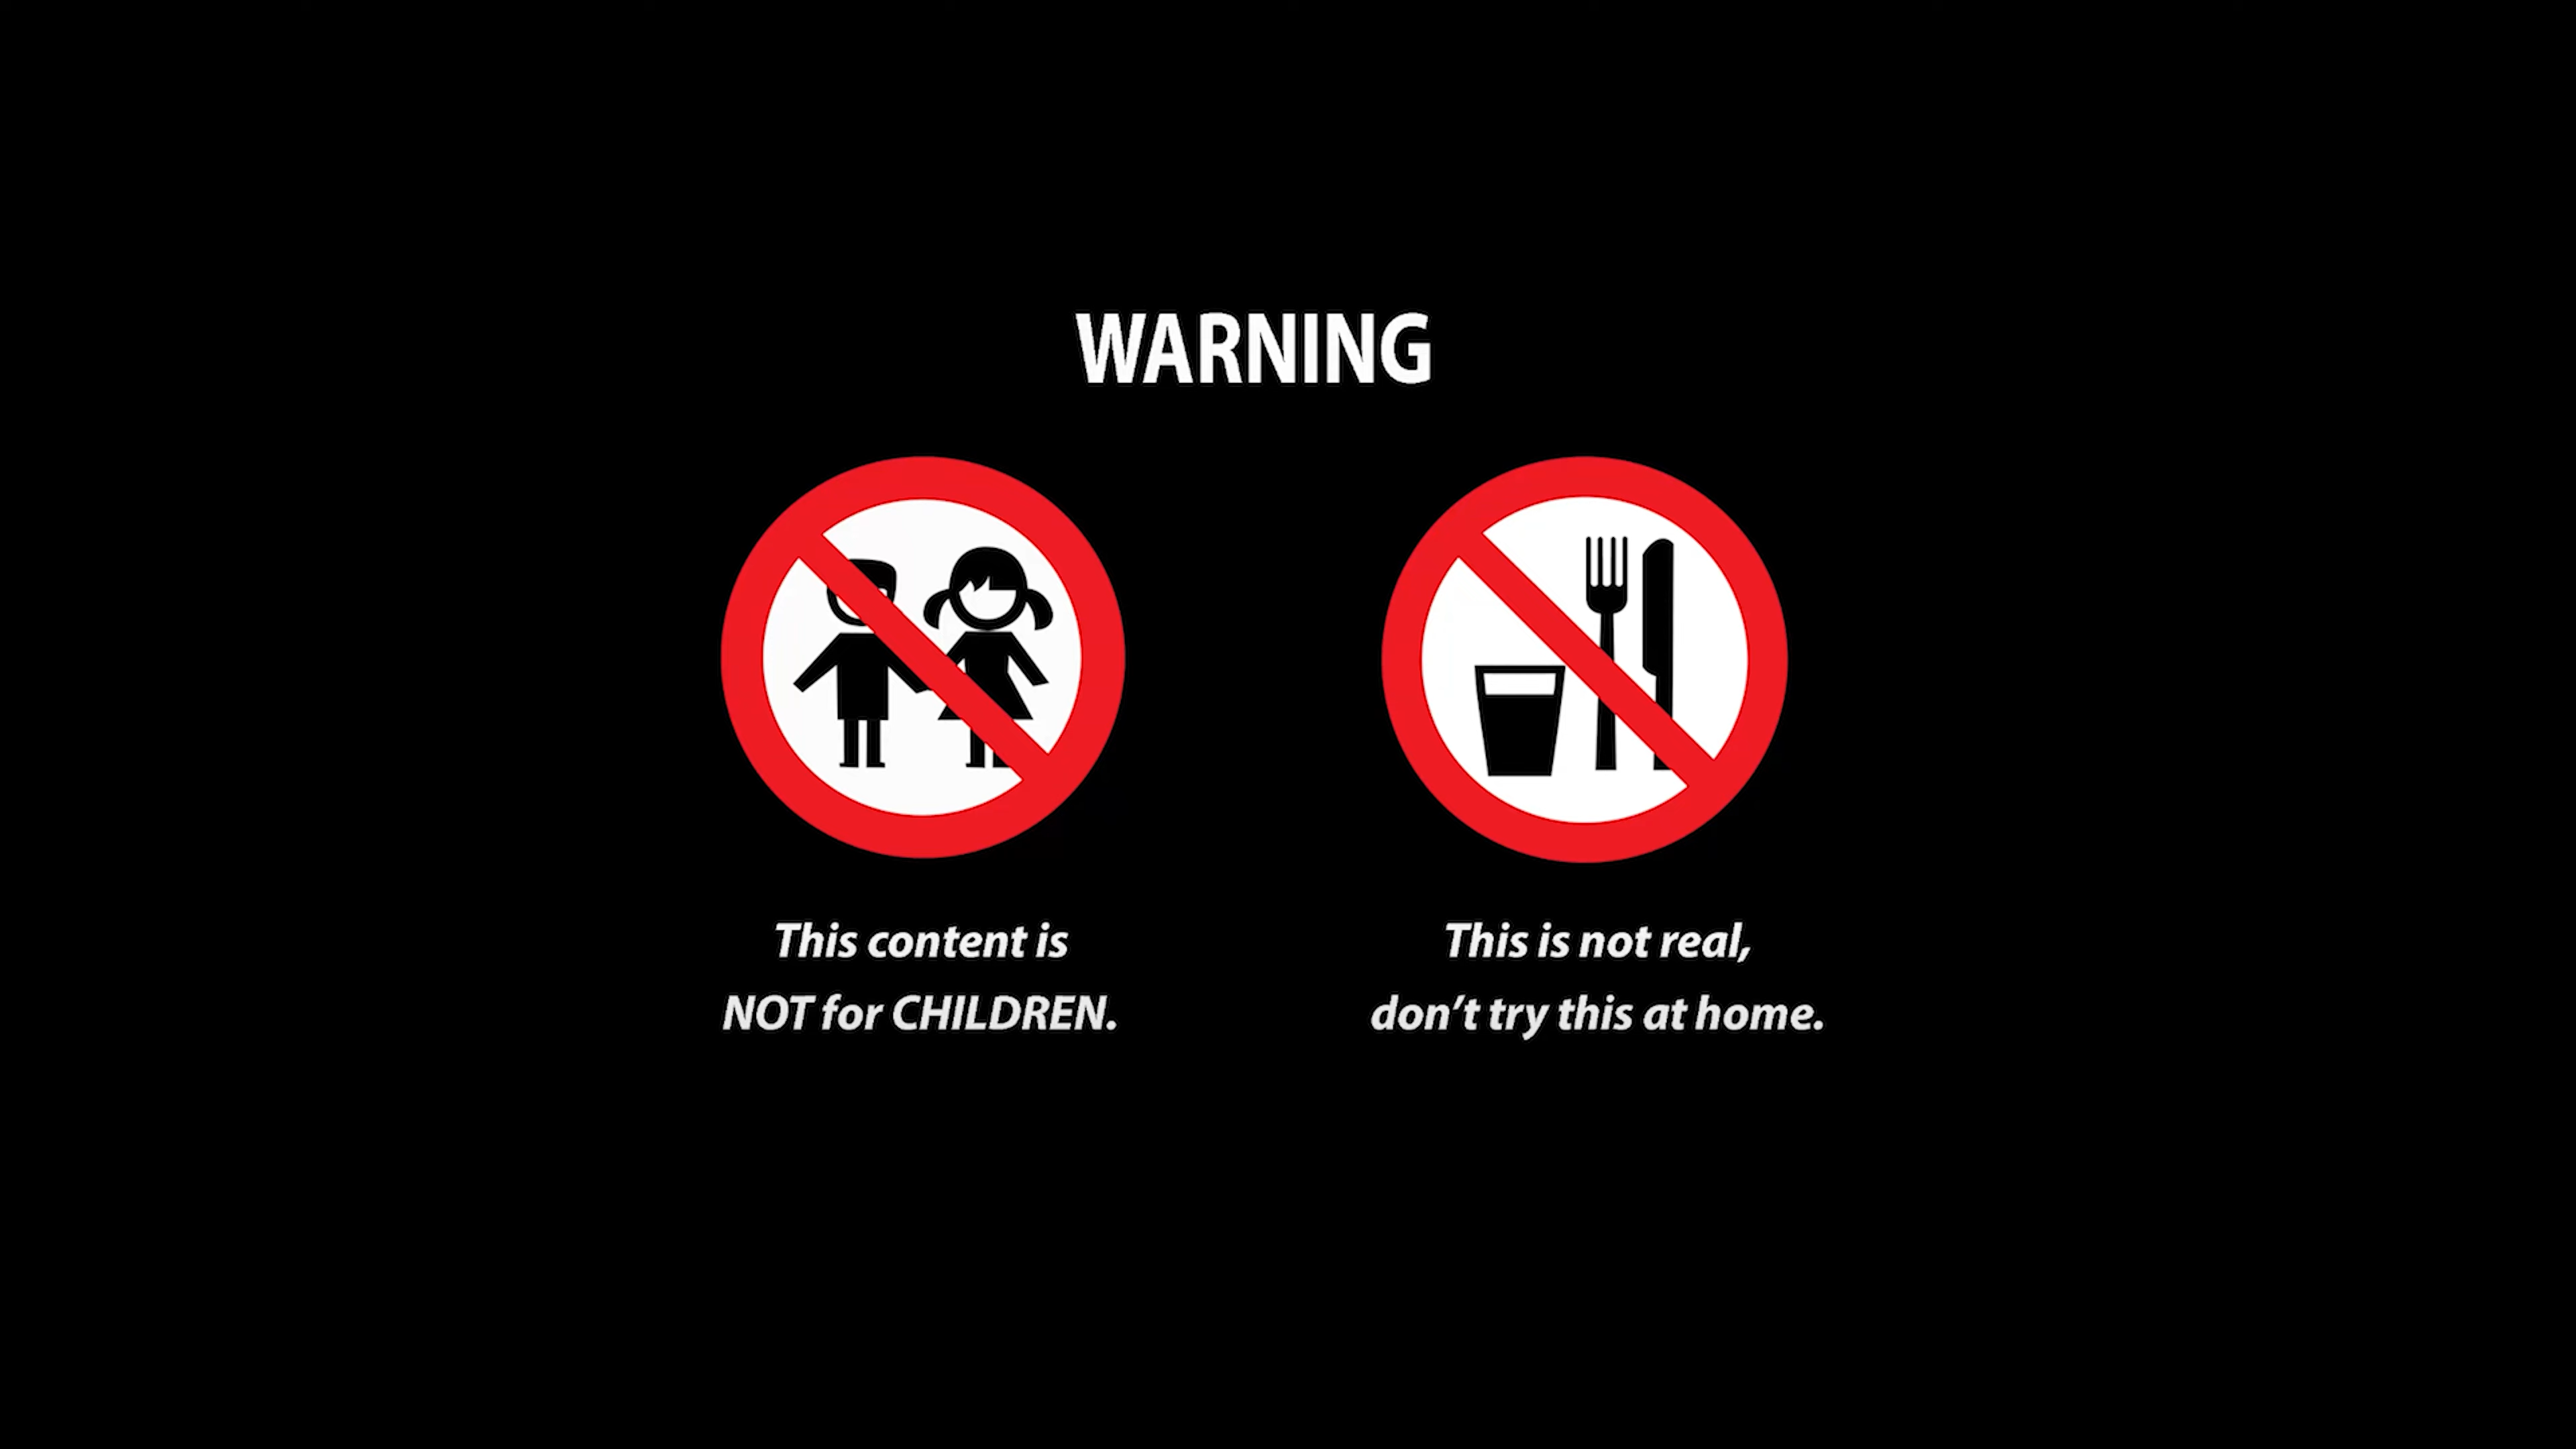 WARNING
This content is
NOT for CHILDREN.
This is not real,
don’t try this at home.